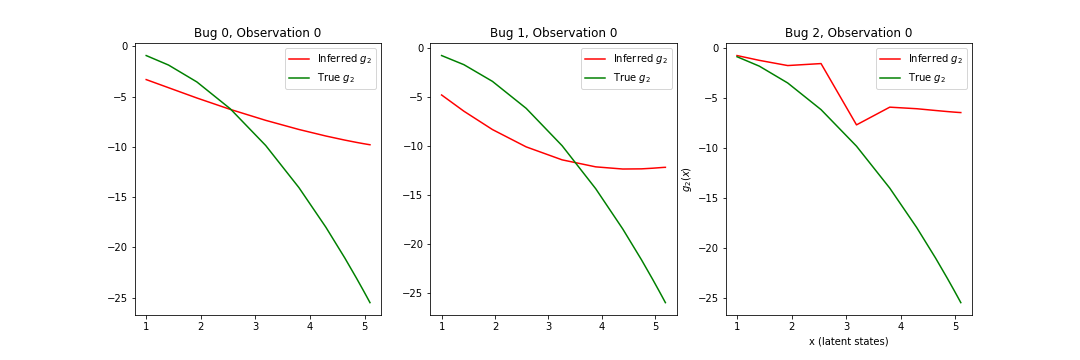 Bug 0, Observation 0
Inferred g₂
True g₂
0
−5
−10
−15
−20
−25
1 2 3 4 5
Bug 1, Observation 0
Inferred g₂
True g₂
0
−5
−10
−15
−20
−25
1 2 3 4 5
Bug 2, Observation 0
Inferred g₂
True g₂
g₂(x)
0
−5
−10
−15
−20
−25
1 2 3 4 5
x (latent states)